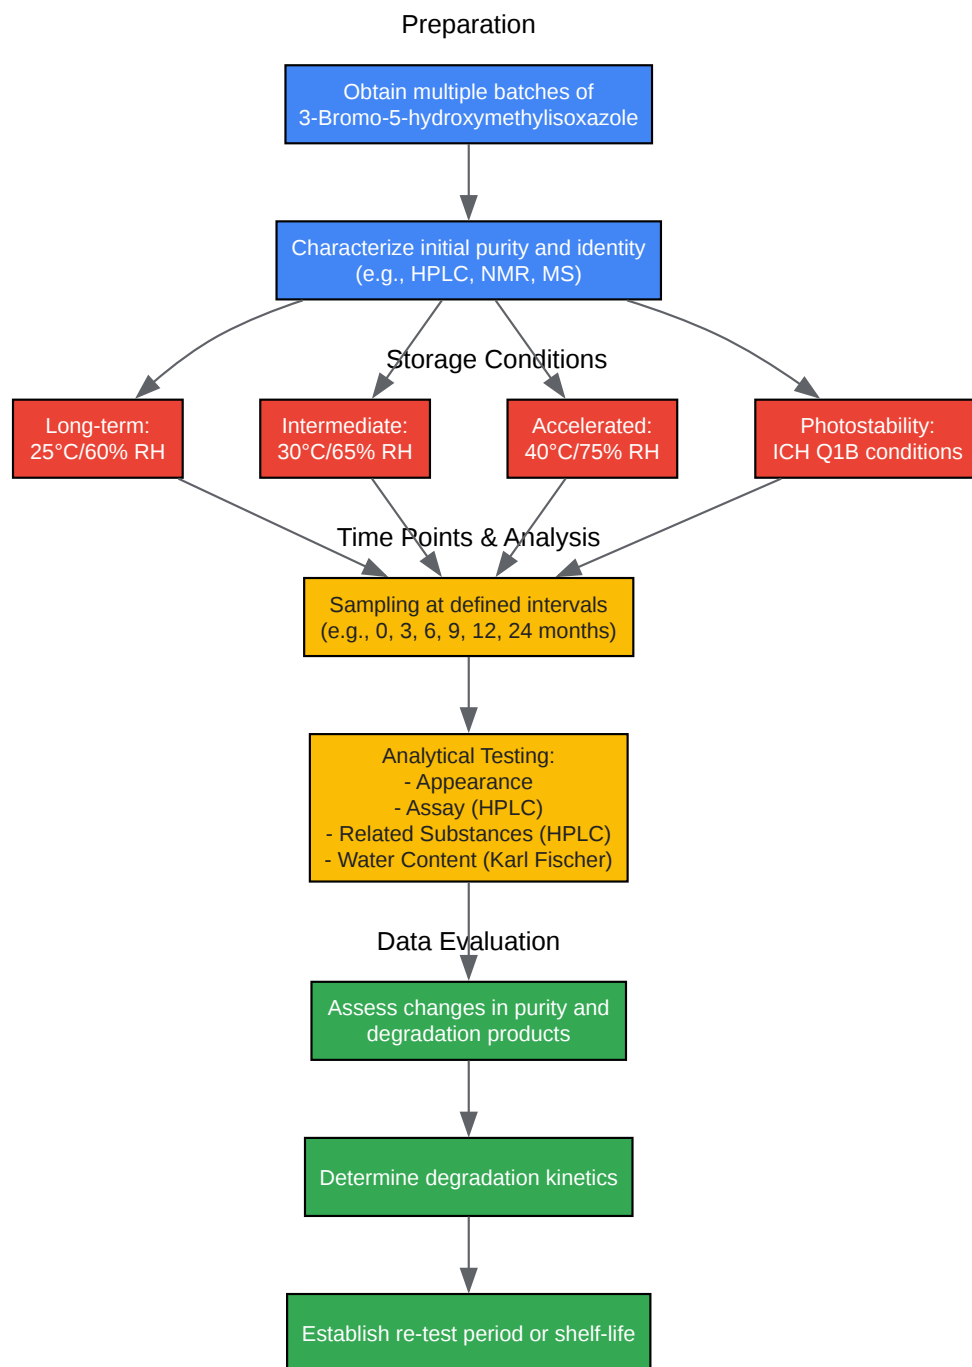 Preparation
Obtain multiple batches of
3-Bromo-5-hydroxymethylisoxazole
Characterize initial purity and identity
(e.g., HPLC, NMR, MS)
Storage Conditions
Long-term:
25°C/60% RH
Intermediate:
30°C/65% RH
Accelerated:
40°C/75% RH
Photostability:
ICH Q1B conditions
Time Points & Analysis
Sampling at defined intervals
(e.g., 0, 3, 6, 9, 12, 24 months)
Analytical Testing:
- Appearance
- Assay (HPLC)
- Related Substances (HPLC)
- Water Content (Karl Fischer)
Data Evaluation
Assess changes in purity and
degradation products
Determine degradation kinetics
Establish re-test period or shelf-life